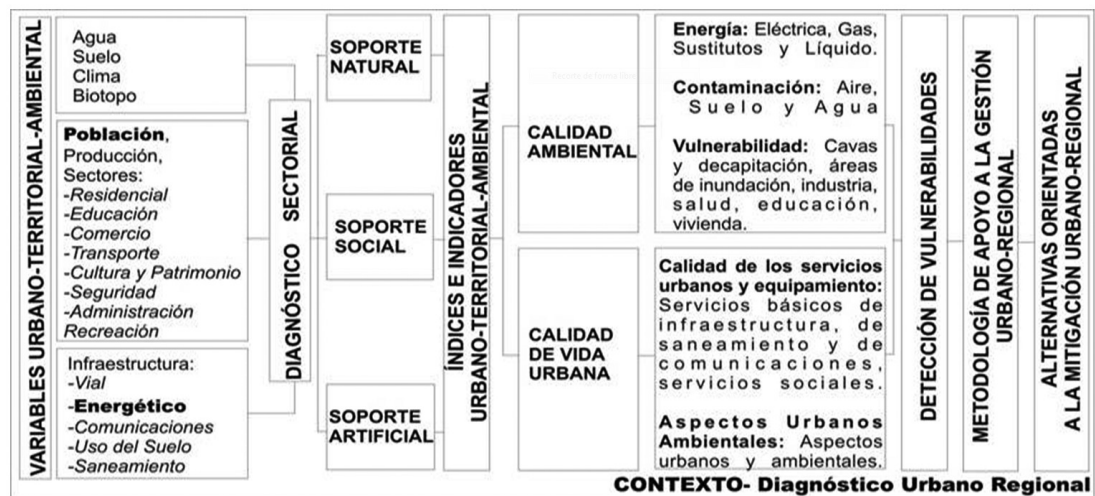 VARIABLES URBANO-TERRITORIAL-AMBIENTAL
Agua
Suelo
Clima
Biotopo
Población,
Producción,
Sectores:
-Residencial
-Educación
-Comercio
-Transporte
-Cultura y Patrimonio
-Seguridad
-Administración
Recreación
Infraestructura:
-Vial
-Energético
-Comunicaciones
-Uso del Suelo
-Saneamiento
DIAGNÓSTICO SECTORIAL
SOPORTE
NATURAL
SOPORTE
SOCIAL
SOPORTE
ARTIFICIAL
ÍNDICES E INDICADORES
URBANO-TERRITORIAL-AMBIENTAL
CALIDAD
AMBIENTAL
CALIDAD
DE VIDA
URBANA
Energía: Eléctrica, Gas,
Sustitutos y Líquido.
Contaminación: Aire,
Suelo y Agua
Vulnerabilidad: Cavas
y decapitación, áreas
de inundación, industria,
salud, educación,
vivienda.
Calidad de los servicios
urbanos y equipamiento:
Servicios básicos de
infraestructura, de
saneamiento y de
comunicaciones,
servicios sociales.
Aspectos Urbanos
Ambientales: Aspectos
urbanos y ambientales.
DETECCIÓN DE VULNERABILIDADES
METODOLOGÍA DE APOYO A LA GESTIÓN
URBANO-REGIONAL
ALTERNATIVAS ORIENTADAS
A LA MITIGACIÓN URBANO-REGIONAL
CONTEXTO- Diagnóstico Urbano Regional